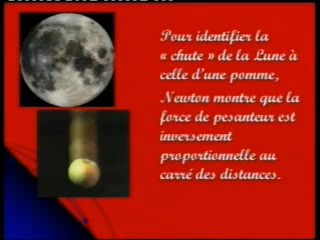 Pour identifier la
« chute » de la Lune à
celle d'une pomme,
Newton montre que la
force de pesanteur est
inversement
proportionnelle au
carré des distances.